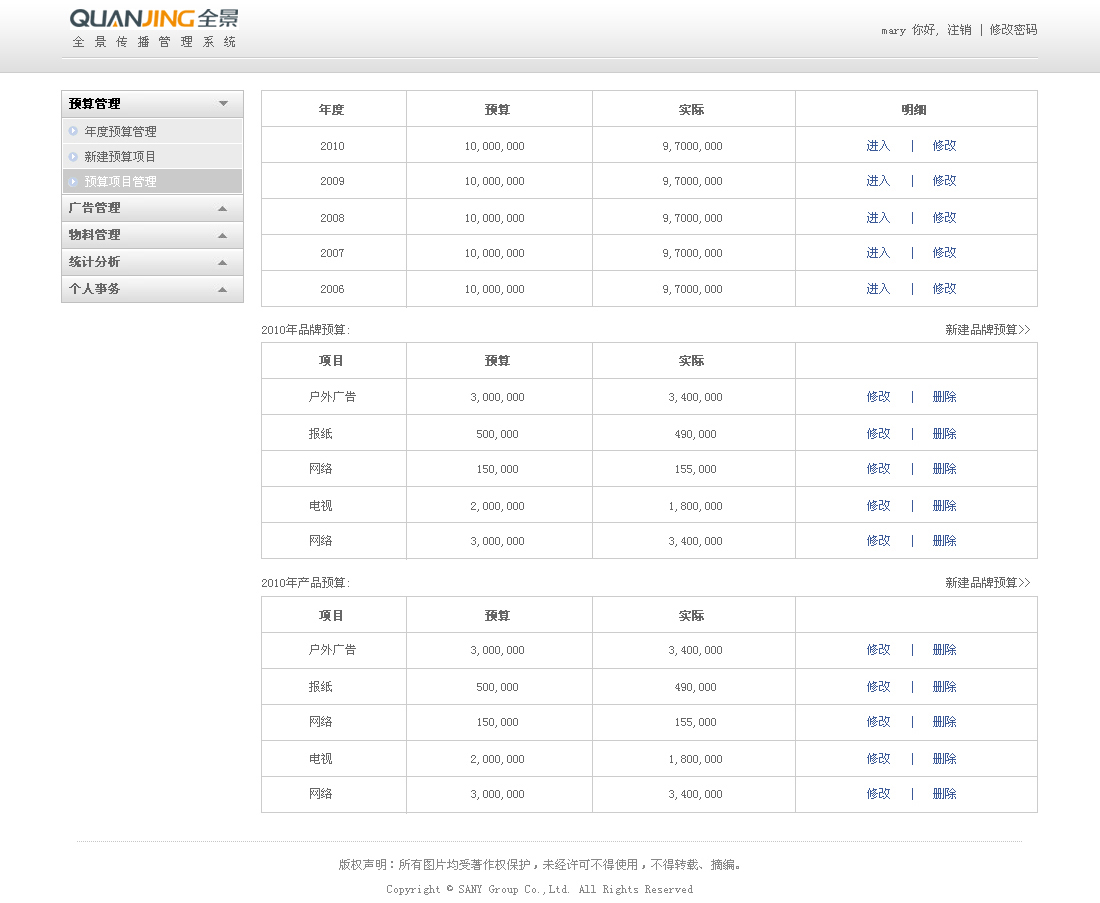 QUANJING全景
全景传播管理系统
mary 你好, 注销 | 修改密码
预算管理
年度预算管理
新建预算项目
预算项目管理
广告管理
物料管理
统计分析
个人事务
年度 预算 实际 明细
2010 10,000,000 9,7000,000 进入 | 修改
2009 10,000,000 9,7000,000 进入 | 修改
2008 10,000,000 9,7000,000 进入 | 修改
2007 10,000,000 9,7000,000 进入 | 修改
2006 10,000,000 9,7000,000 进入 | 修改
2010年品牌预算: 新建品牌预算>>
项目 预算 实际
户外广告 3,000,000 3,400,000 修改 | 删除
报纸 500,000 490,000 修改 | 删除
网络 150,000 155,000 修改 | 删除
电视 2,000,000 1,800,000 修改 | 删除
网络 3,000,000 3,400,000 修改 | 删除
2010年产品预算: 新建品牌预算>>
项目 预算 实际
户外广告 3,000,000 3,400,000 修改 | 删除
报纸 500,000 490,000 修改 | 删除
网络 150,000 155,000 修改 | 删除
电视 2,000,000 1,800,000 修改 | 删除
网络 3,000,000 3,400,000 修改 | 删除
版权声明：所有图片均受著作权保护，未经许可不得使用，不得转载、摘编。
Copyright © SANY Group Co.,Ltd. All Rights Reserved